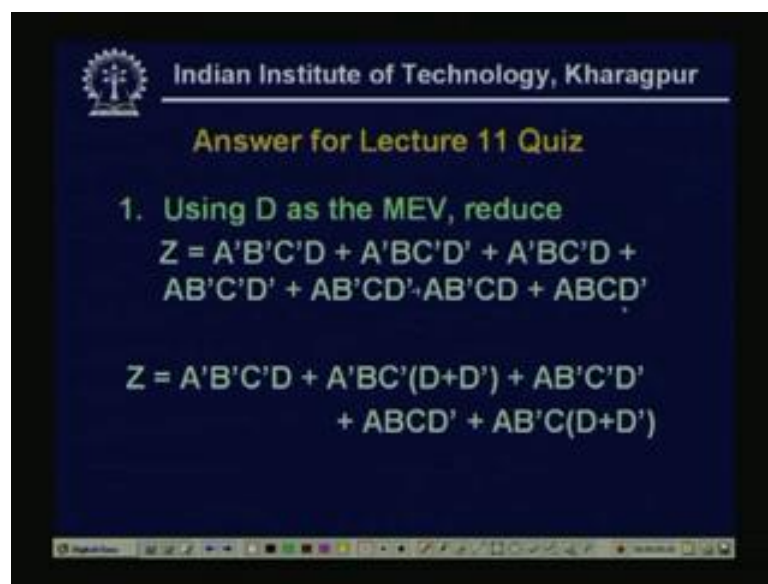 Indian Institute of Technology, Kharagpur
Answer for Lecture 11 Quiz
1. Using D as the MEV, reduce
Z = A'B'C'D + A'BC'D' + A'BC'D +
AB'C'D' + AB'CD'+AB'CD + ABCD'
Z = A'B'C'D + A'BC'(D+D') + AB'C'D'
+ ABCD' + AB'C(D+D')